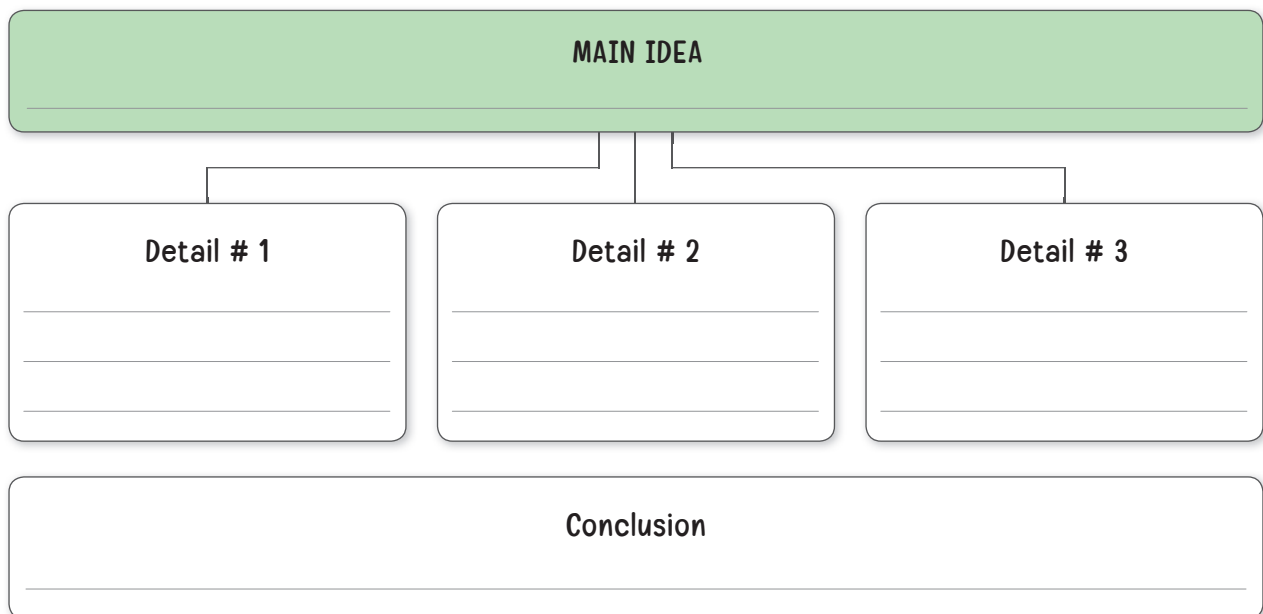 MAIN IDEA
Detail # 1
Detail # 2
Detail # 3
Conclusion